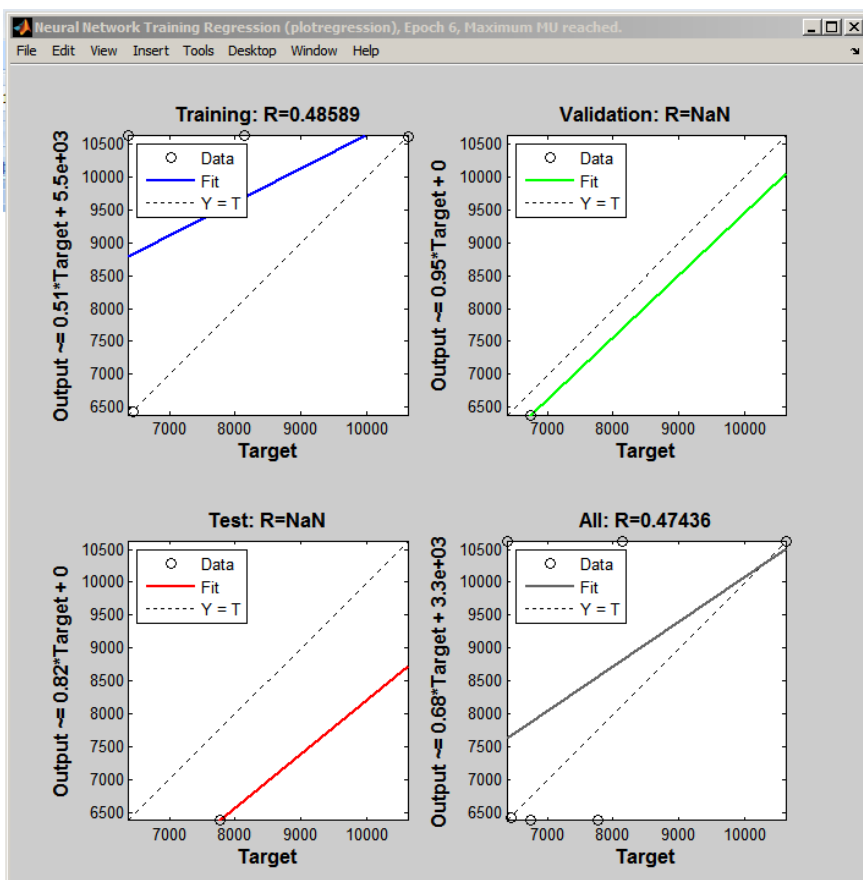 Neural Network Training Regression (plotregression), Epoch 6, Maximum MU reached.
File Edit View Insert Tools Desktop Window Help
Training: R=0.48589
Output ~= 0.51*Target + 5.5e+03
10500
10000
9500
9000
8500
8000
7500
7000
6500
Data
Fit
Y = T
7000 8000 9000 10000
Target
Validation: R=NaN
Output ~= 0.95*Target + 0
10500
10000
9500
9000
8500
8000
7500
7000
6500
Data
Fit
Y = T
7000 8000 9000 10000
Target
Test: R=NaN
Output ~= 0.82*Target + 0
10500
10000
9500
9000
8500
8000
7500
7000
6500
Data
Fit
Y = T
7000 8000 9000 10000
Target
All: R=0.47436
Output ~= 0.68*Target + 3.3e+03
10500
10000
9500
9000
8500
8000
7500
7000
6500
Data
Fit
Y = T
7000 8000 9000 10000
Target